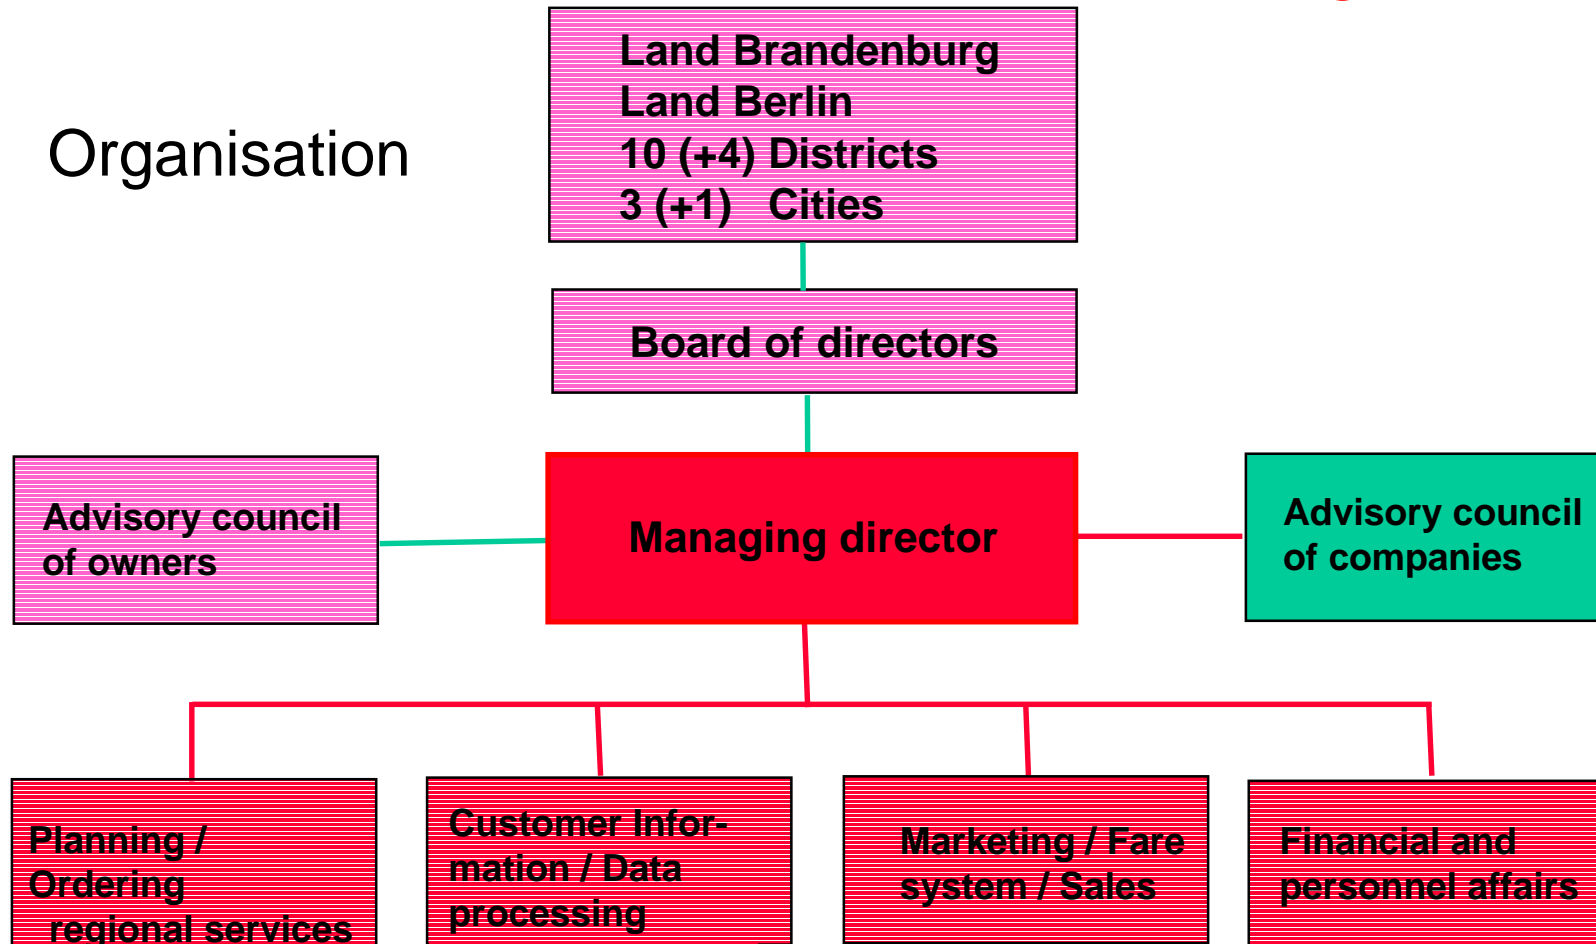 Organisation
Land Brandenburg
Land Berlin
10 (+4) Districts
3 (+1) Cities
Board of directors
Advisory council
of owners
Managing director
Advisory council
of companies
Planning /
Ordering
regional services
Customer Infor-
mation / Data
processing
Marketing / Fare
system / Sales
Financial and
personnel affairs